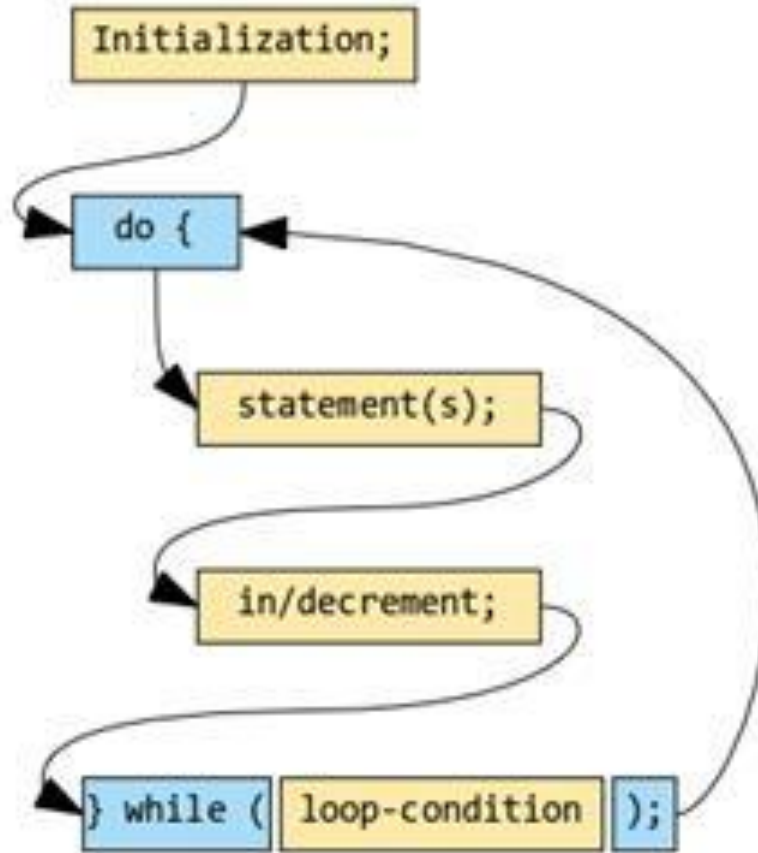 Initialization;
do {
statement(s);
in/decrement;
} while ( loop-condition );